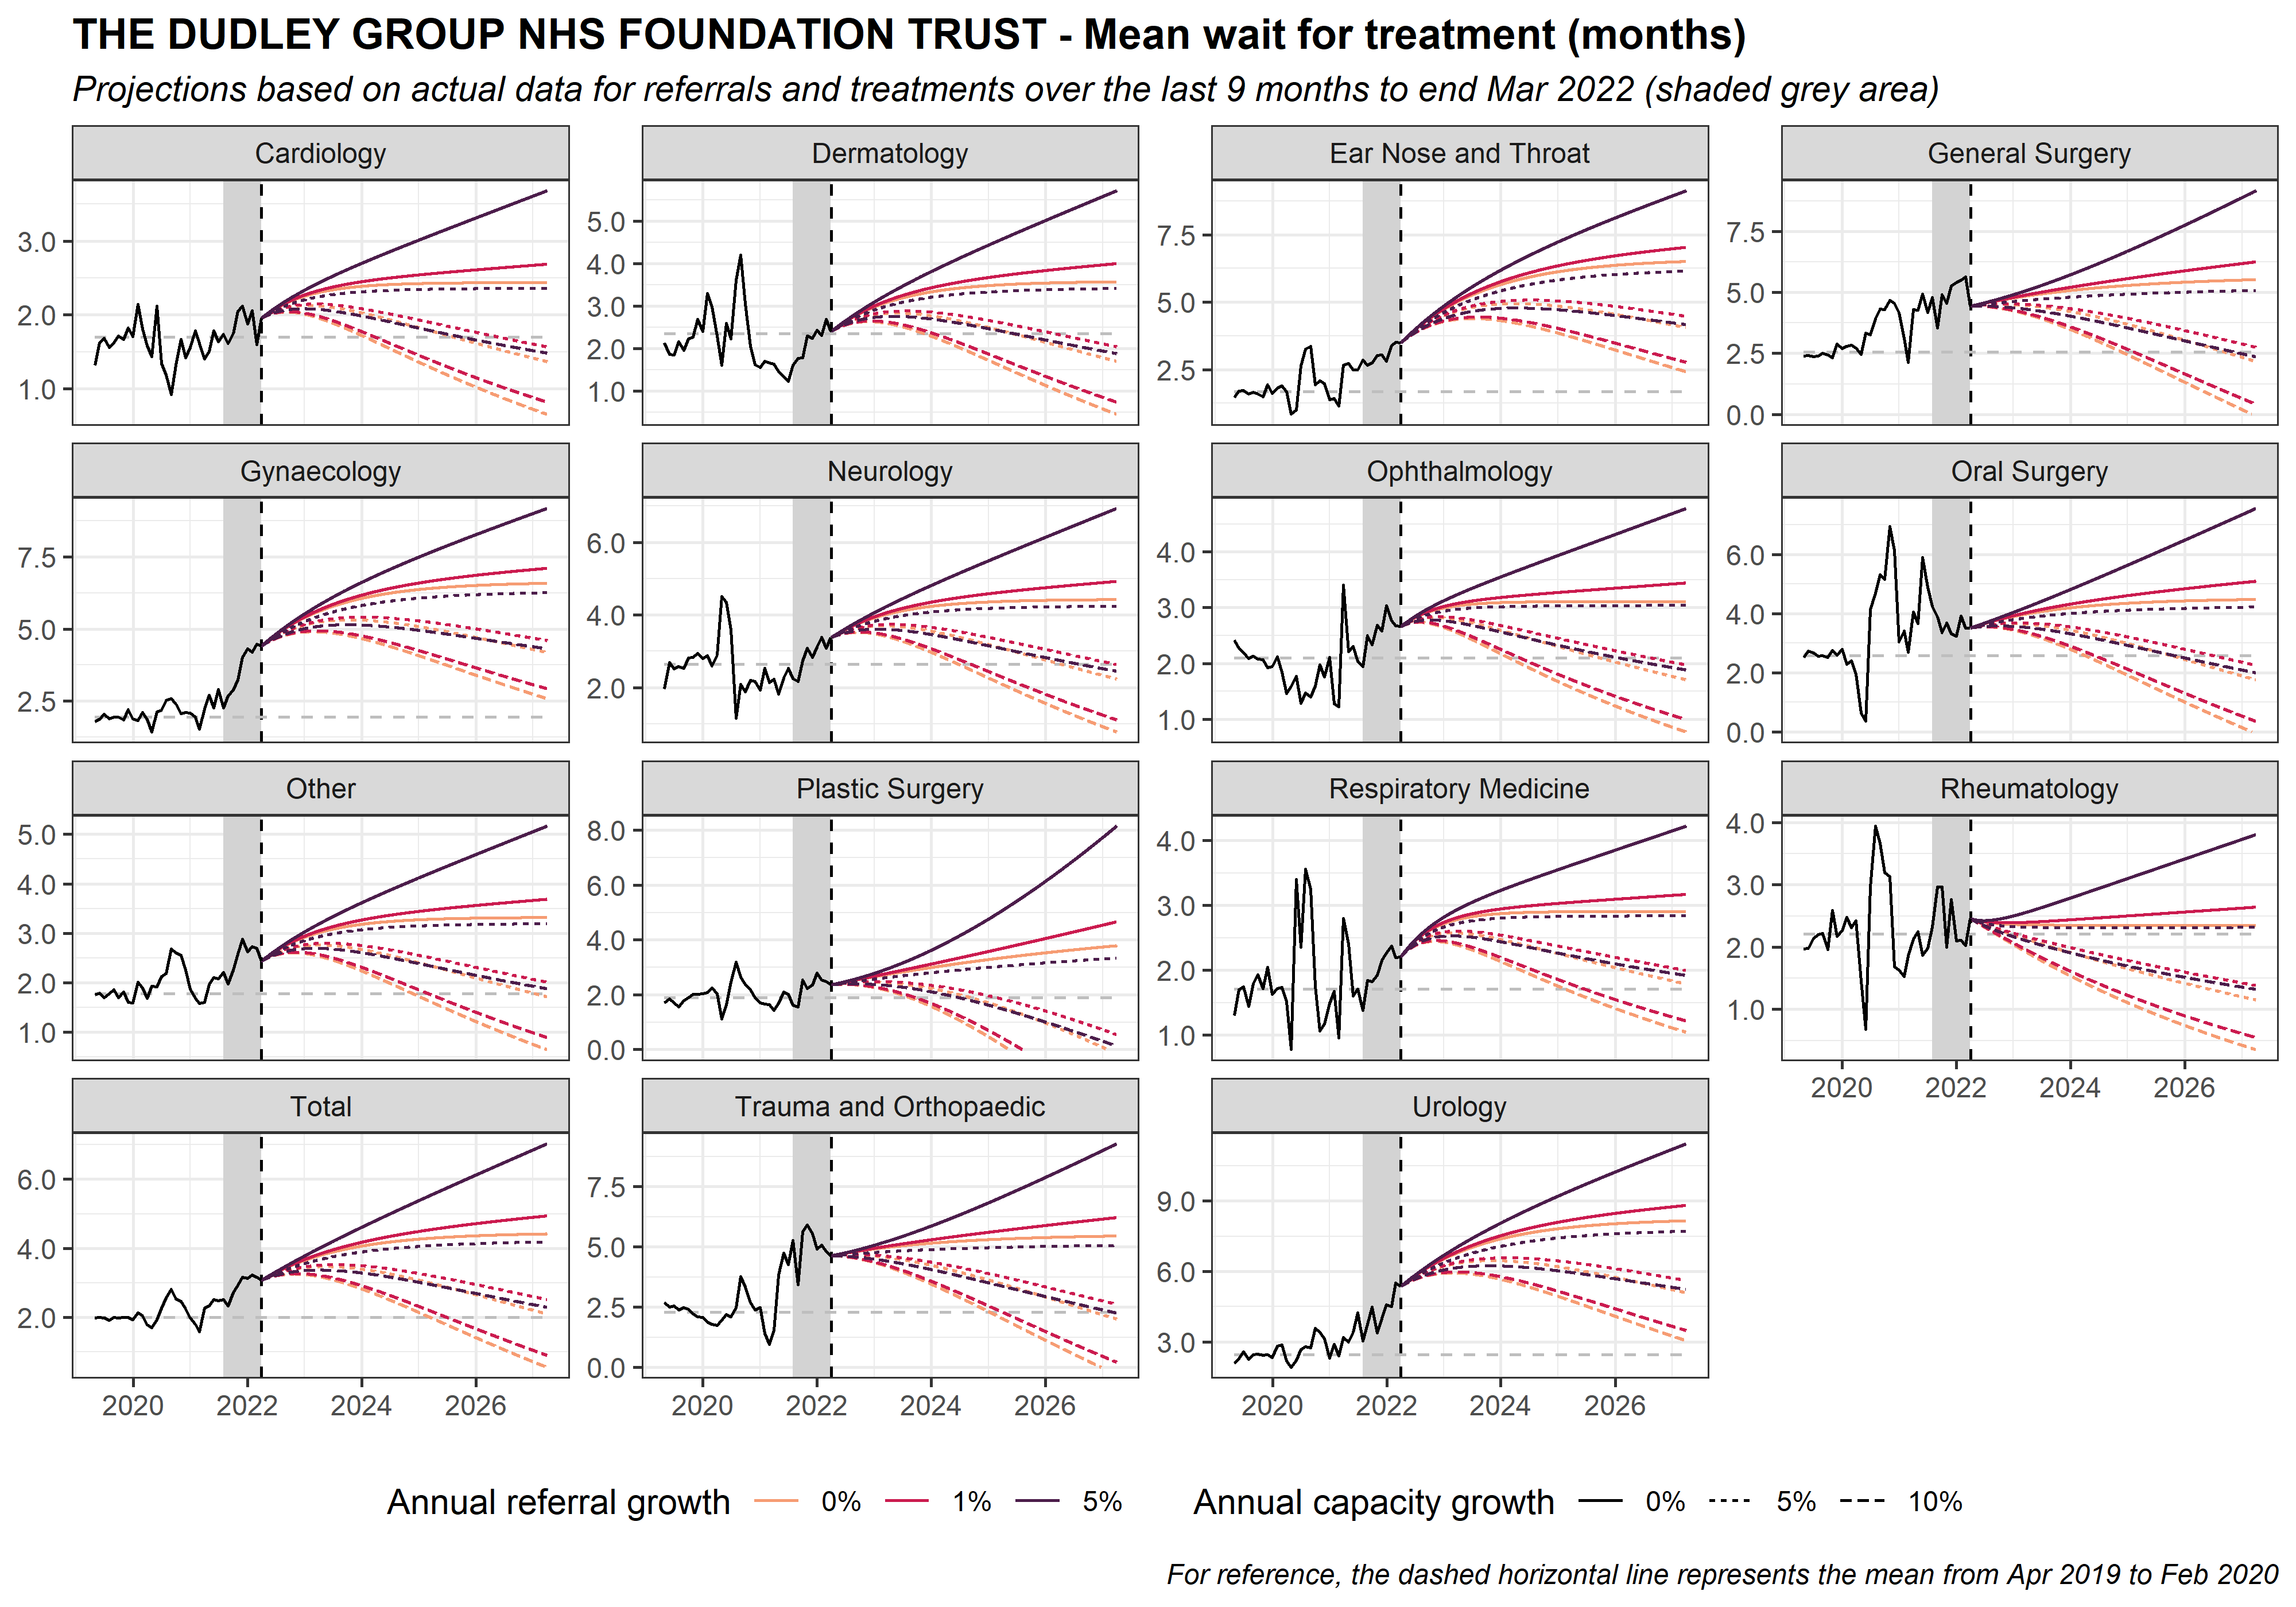 THE DUDLEY GROUP NHS FOUNDATION TRUST - Mean wait for treatment (months)
Projections based on actual data for referrals and treatments over the last 9 months to end Mar 2022 (shaded grey area)
Cardiology
Dermatology
Ear Nose and Throat
General Surgery
3.0
2.0
1.0
5.0
4.0
3.0
2.0
1.0
7.5
5.0
2.5
7.5
5.0
2.5
0.0
Gynaecology
Neurology
Ophthalmology
Oral Surgery
7.5
5.0
2.5
6.0
4.0
2.0
4.0
3.0
2.0
1.0
6.0
4.0
2.0
0.0
Other
Plastic Surgery
Respiratory Medicine
Rheumatology
5.0
4.0
3.0
2.0
1.0
8.0
6.0
4.0
2.0
0.0
4.0
3.0
2.0
1.0
4.0
3.0
2.0
1.0
2020 2022 2024 2026
Total
Trauma and Orthopaedic
Urology
6.0
4.0
2.0
7.5
5.0
2.5
0.0
9.0
6.0
3.0
2020 2022 2024 2026
2020 2022 2024 2026
2020 2022 2024 2026
Annual referral growth 0% 1% 5%
Annual capacity growth 0% 5% 10%
For reference, the dashed horizontal line represents the mean from Apr 2019 to Feb 2020